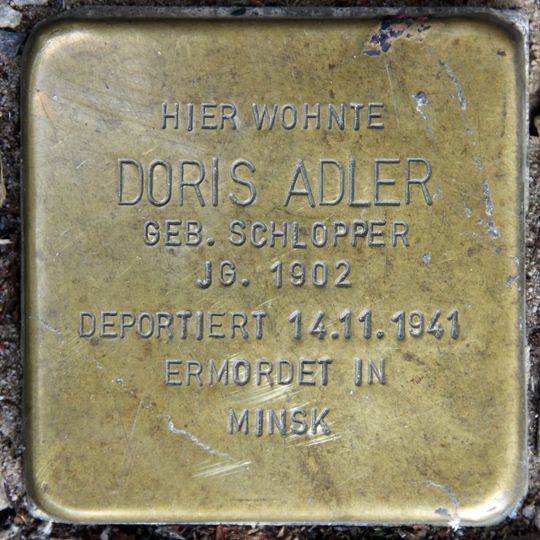 HIER WOHNTE
DORIS ADLER
GEB. SCHLOPPER
JG. 1902
DEPORTIERT 14.11.1941
ERMORDET IN
MINSK